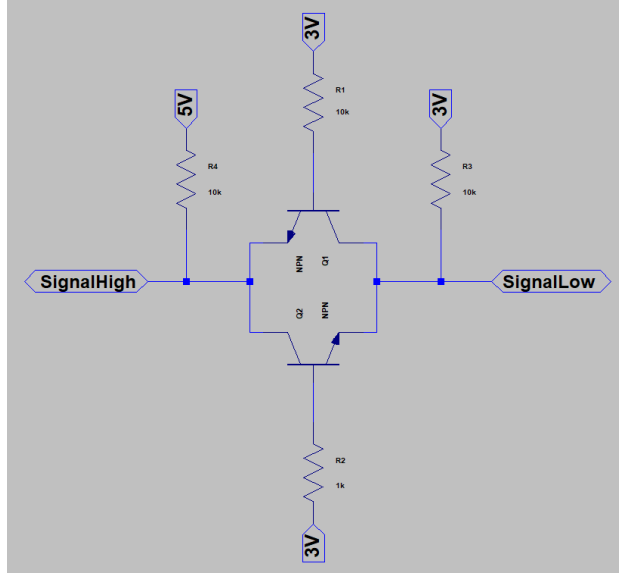 3V
R1
10k
5V
R4
10k
3V
R3
10k
NPN
Q1
SignalHigh
SignalLow
Q2
NPN
R2
1k
3V